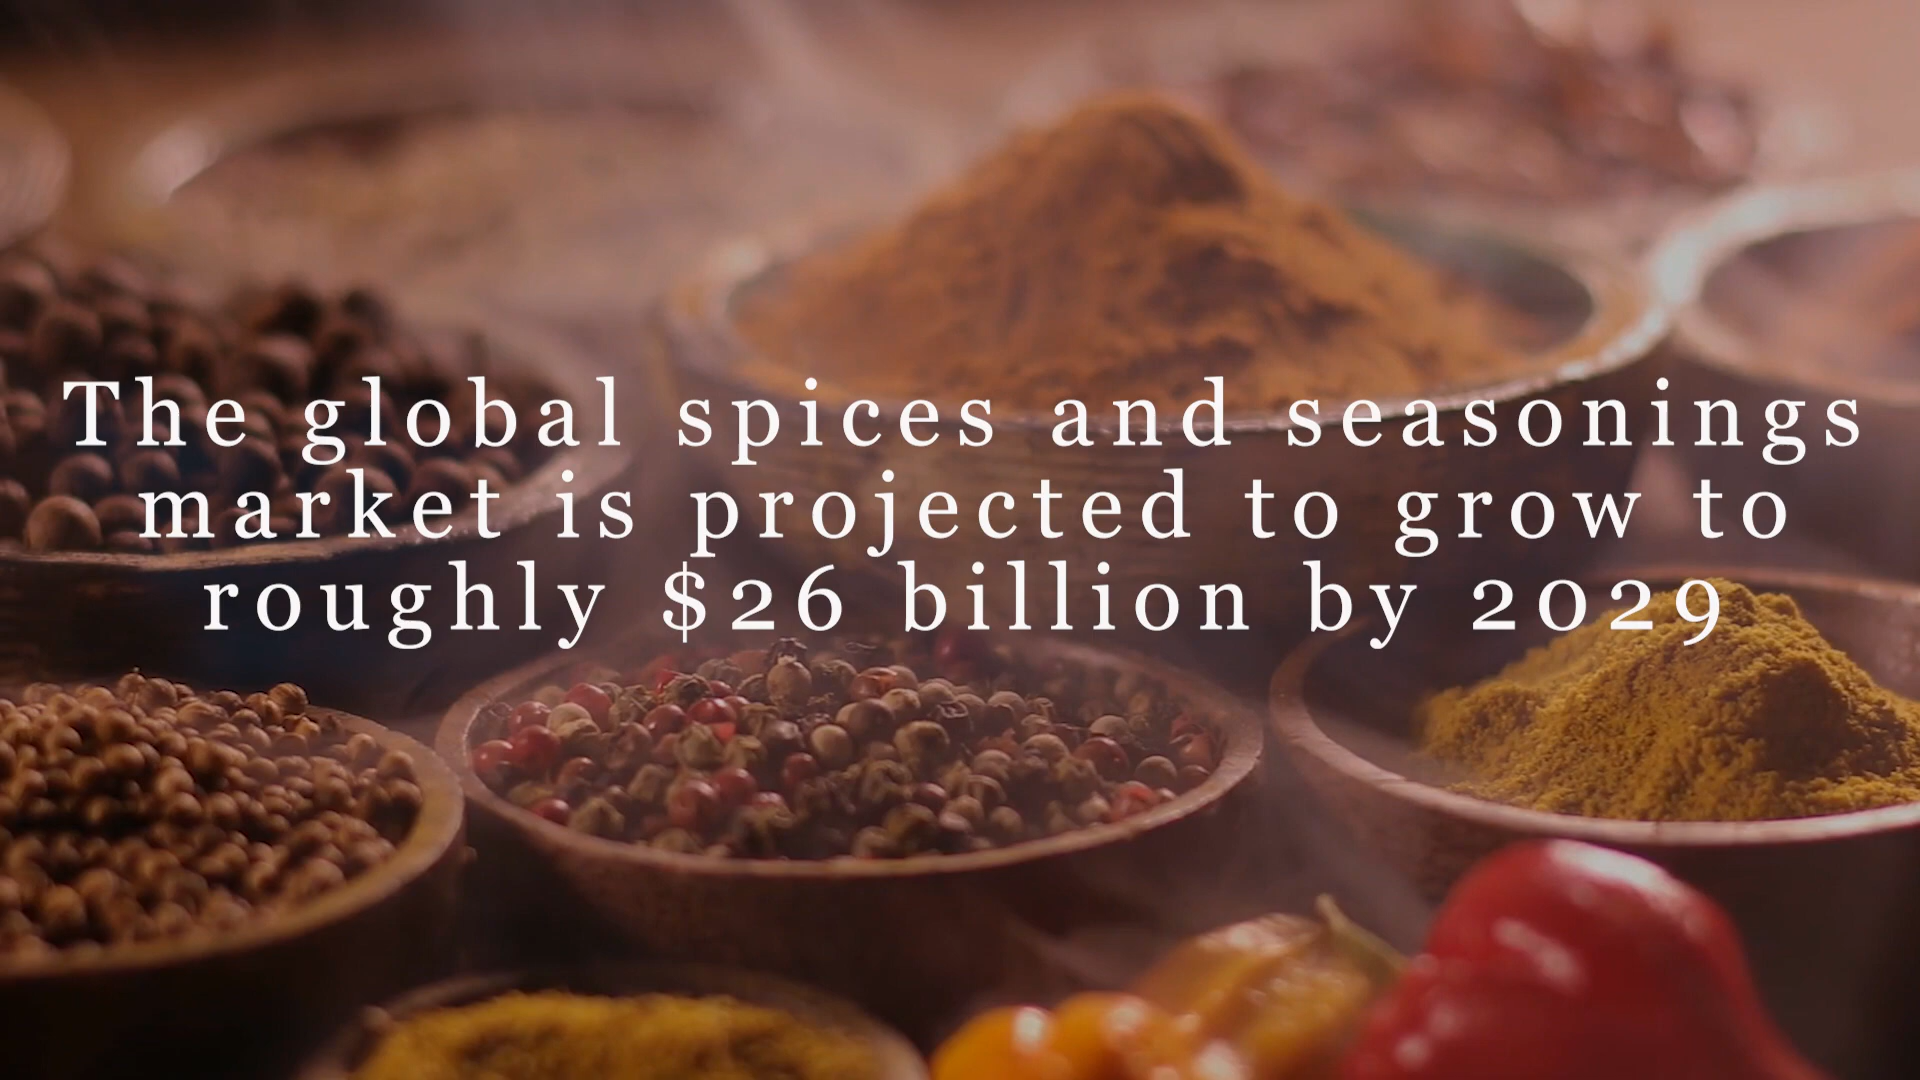 The global spices and seasonings
market is projected to grow to
roughly $26 billion by 2029